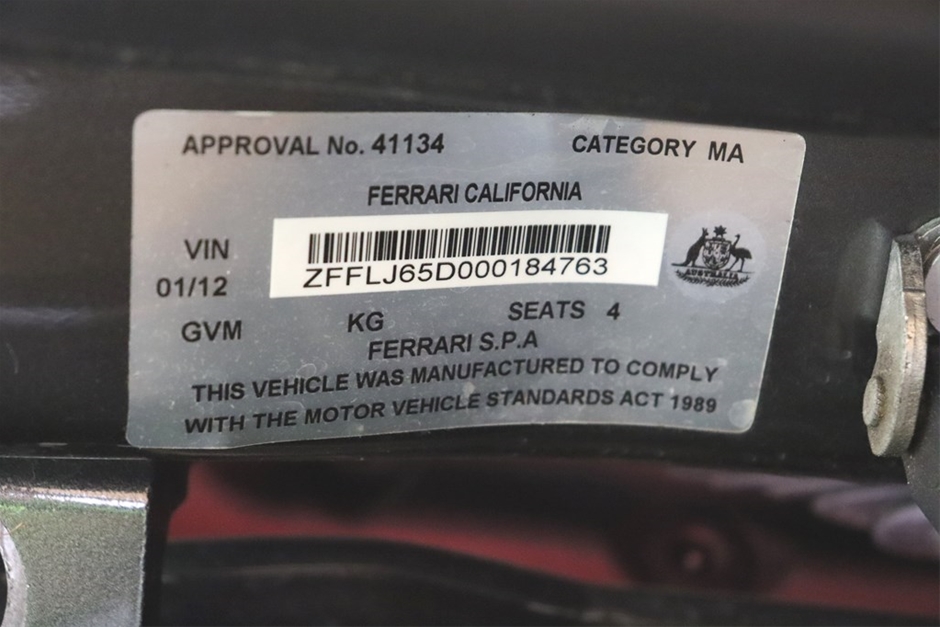 APPROVAL No. 41134 CATEGORY MA
FERRARI CALIFORNIA
VIN ZFFLJ65D000184763
AUSTRALIA
01/12
GVM KG SEATS 4
FERRARI S.P.A
THIS VEHICLE WAS MANUFACTURED TO COMPLY
WITH THE MOTOR VEHICLE STANDARDS ACT 1989